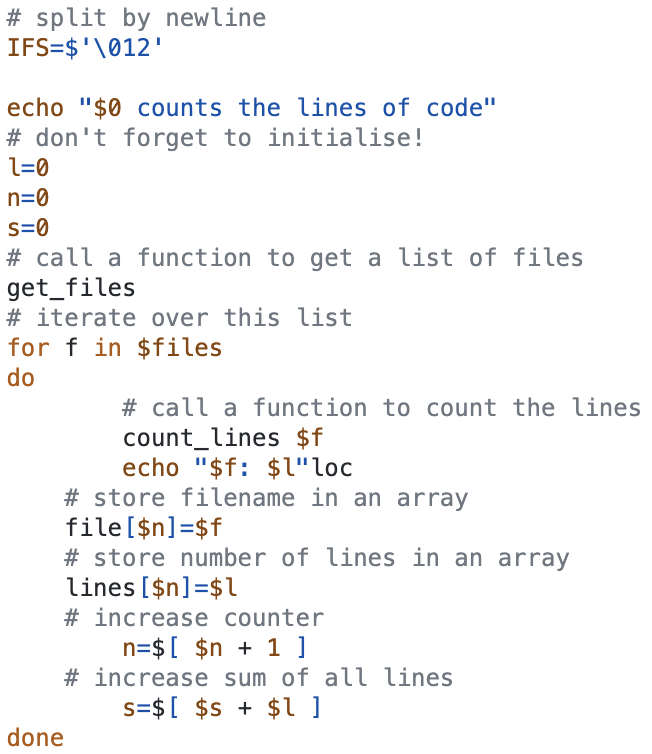 # split by newline
IFS=$'\012'

echo "$0 counts the lines of code"
# don't forget to initialise!
l=0
n=0
s=0
# call a function to get a list of files
get_files
# iterate over this list
for f in $files
do
        # call a function to count the lines
        count_lines $f
        echo "$f: $l"loc
    # store filename in an array
    file[$n]=$f
    # store number of lines in an array
    lines[$n]=$l
    # increase counter
        n=$[ $n + 1 ]
    # increase sum of all lines
        s=$[ $s + $l ]
done